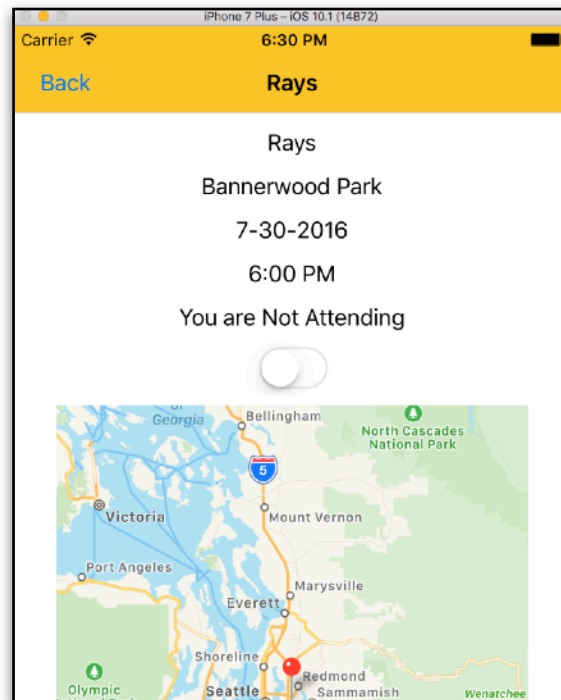 iPhone 7 Plus – iOS 10.1 (14B72)
Carrier 6:30 PM
Back Rays
Rays
Bannerwood Park
7-30-2016
6:00 PM
You are Not Attending
of
Georgia
Bellingham
North Cascades
National Park
5
Victoria
Mount Vernon
Port Angeles
Marysville
Everett
Shoreline
Redmond
Olympic
Seattle
Sammamish
Wenatchee